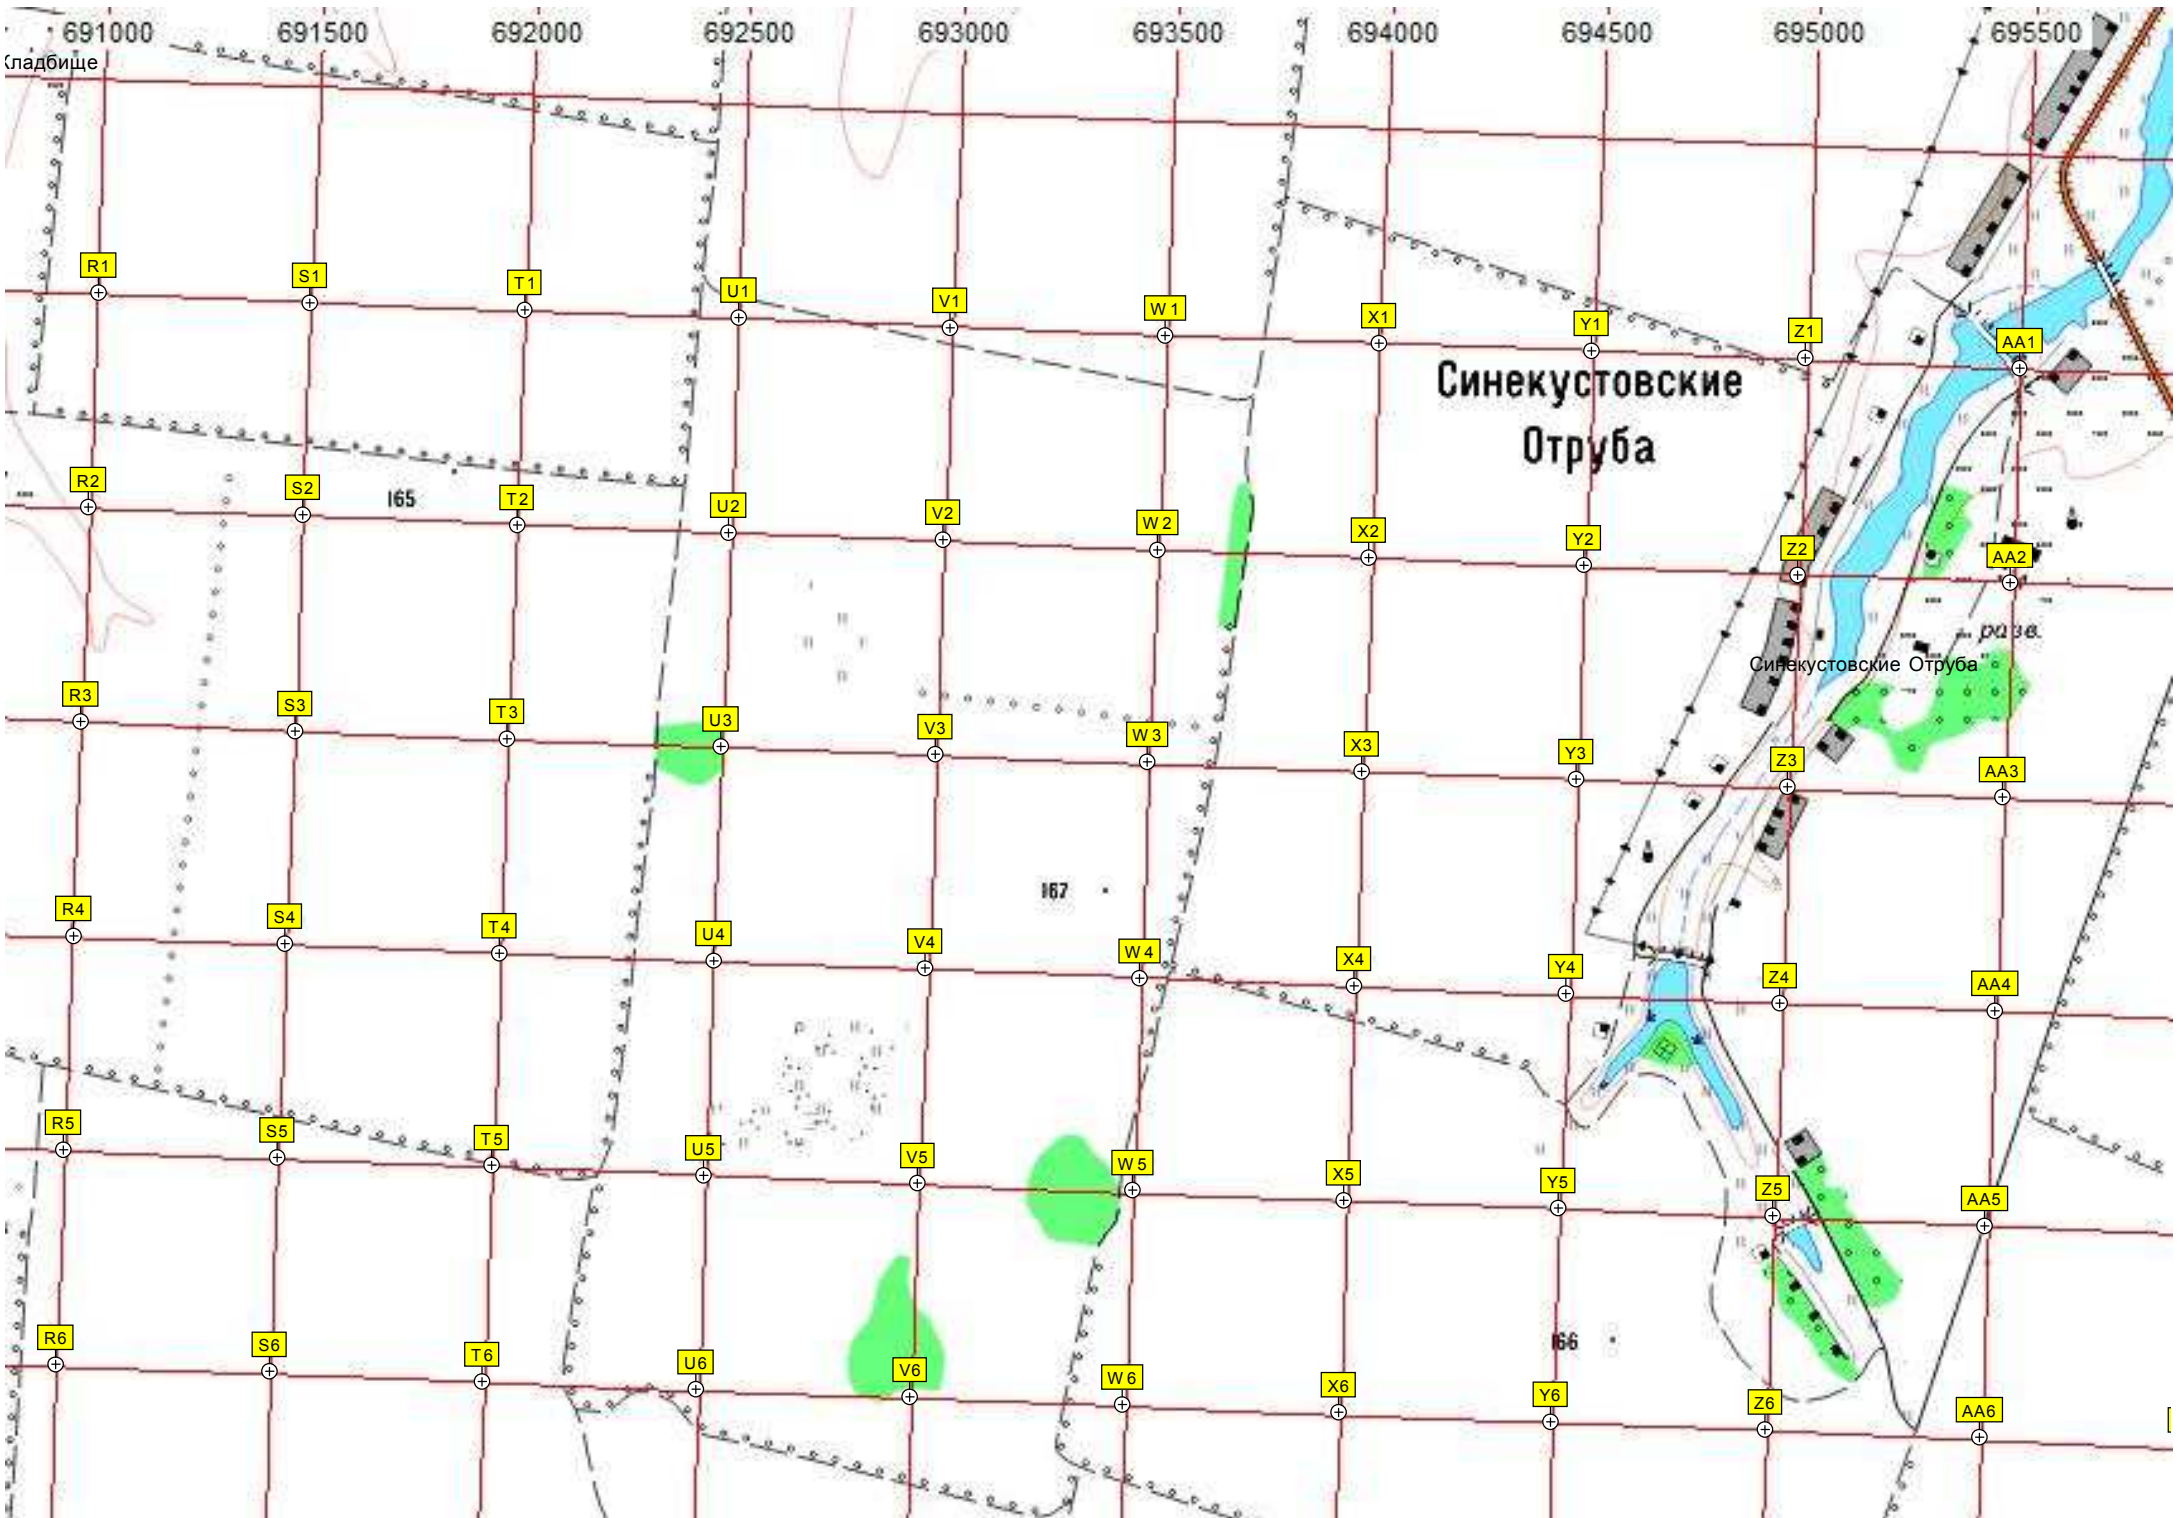 691000 691500 692000 692500 693000 693500 694000 694500 695000 695500
Кладбище
R1 S1 T1 U1 V1 W1 X1 Y1 Z1 AA1
Синекустовские
Отруба
R2 S2 T2 U2 V2 W2 X2 Y2 Z2 AA2
165
разв.
Синекустовские Отруба
R3 S3 T3 U3 V3 W3 X3 Y3 Z3 AA3
167
R4 S4 T4 U4 V4 W4 X4 Y4 Z4 AA4
R5 S5 T5 U5 V5 W5 X5 Y5 Z5 AA5
166
R6 S6 T6 U6 V6 W6 X6 Y6 Z6 AA6